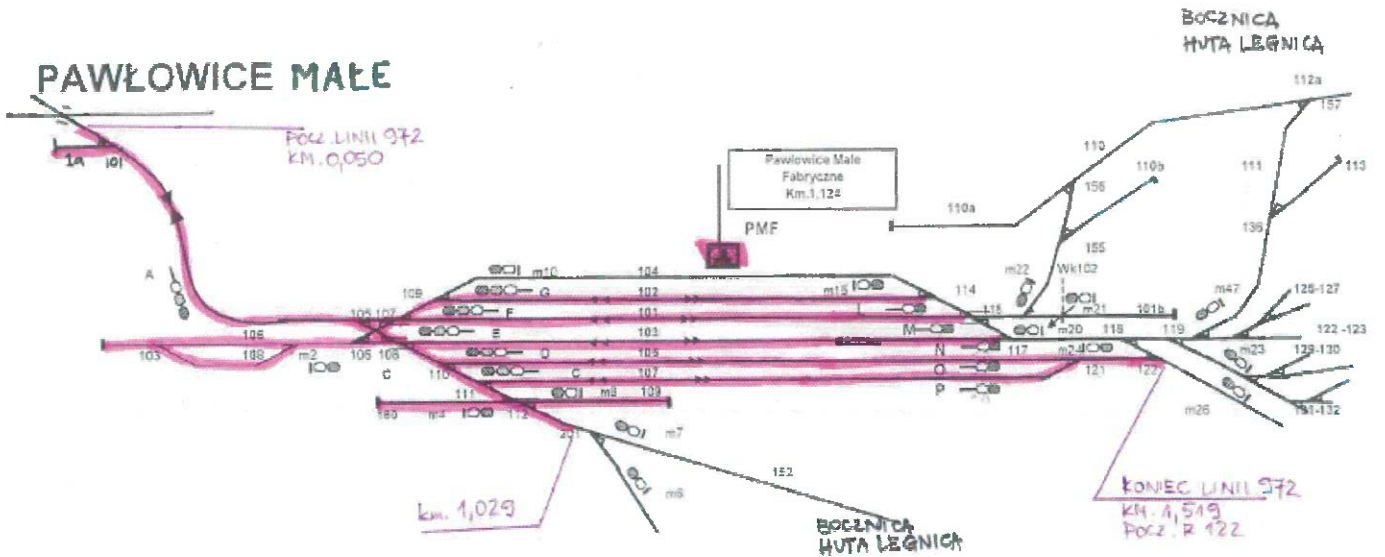 BOCZNICA
HUTA LEGNICA
PAWŁOWICE MAŁE
POCZ. LINII 972
KM. 0,050
1a 101
112a
157
110
110b
111
113
Pawłowice Małe
Fabryczne
Km.1,124
PMF
156
110a
136
155
A
m22
Wk102
m47
m10 104
m15
109
G
102
114
125-127
105 107
F
101
115
m21 101b
106
E
103
M
m20 118 119
122 -123
103 108
m2 105 108
D
105
N
117
m24
m23
129-130
C
110
C
107
O
121
122
111
m8 109
P
131-132
180 m4 112
m26
201
m7
152
m6
km. 1,029
KONIEC LINII 972
KM. 1,519
POCZ. R 122
BOCZNICA
HUTA LEGNICA